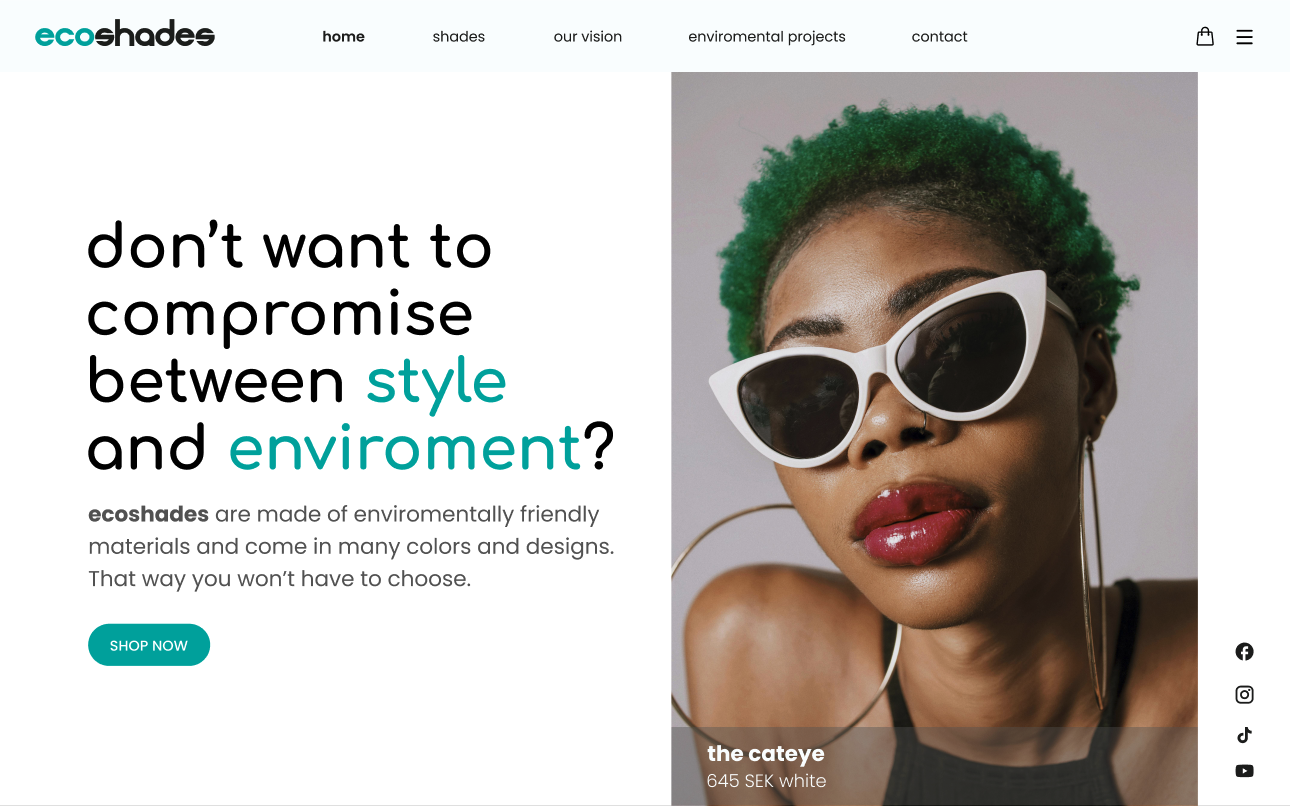 ecoshades
home
shades
our vision
enviromental projects
contact
don’t want to
compromise
between style
and enviroment?
ecoshades are made of enviromentally friendly
materials and come in many colors and designs.
That way you won’t have to choose.
SHOP NOW
the cateye
645 SEK white